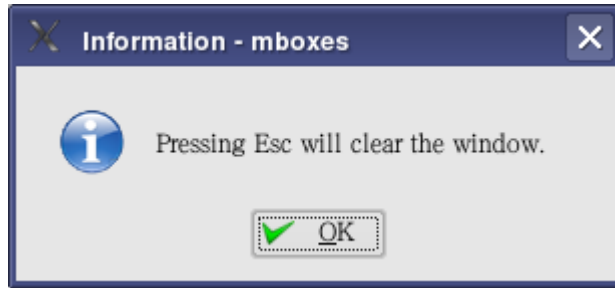 Information - mboxes
Pressing Esc will clear the window.
OK